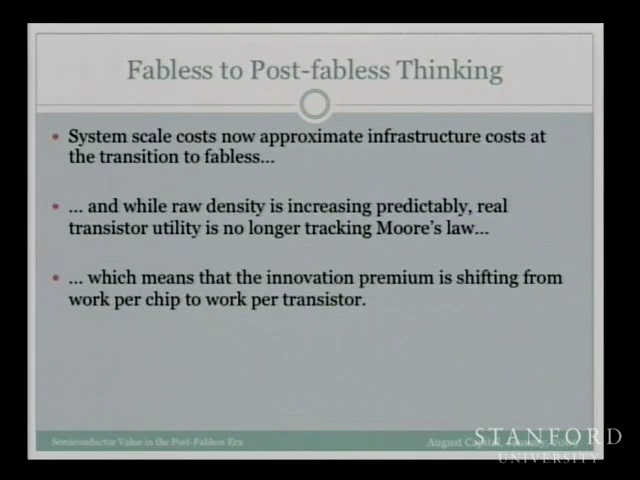 Fabless to Post-fabless Thinking
• System scale costs now approximate infrastructure costs at
the transition to fabless...
• ... and while raw density is increasing predictably, real
transistor utility is no longer tracking Moore's law...
• ... which means that the innovation premium is shifting from
work per chip to work per transistor.
Semiconductor Value in the Post-Fabless Era
August Capital,
STANFORD
UNIVERSITY